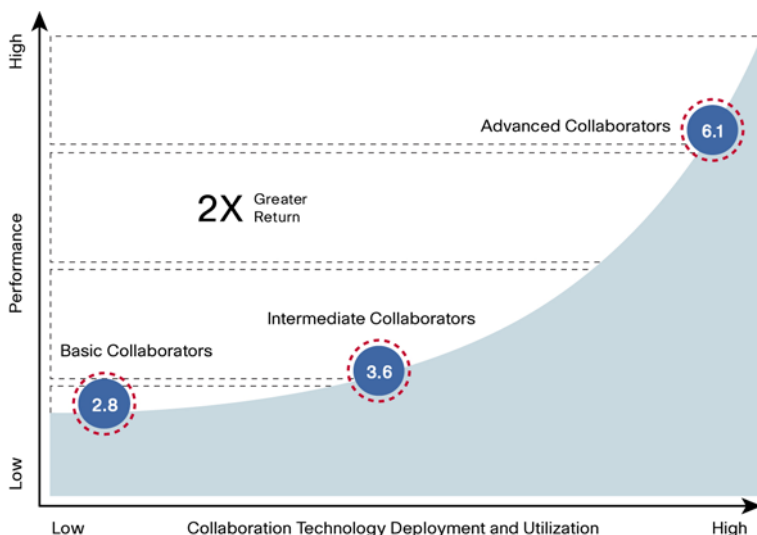 High
Advanced Collaborators
6.1
2X
Greater
Return
Performance
Intermediate Collaborators
3.6
Basic Collaborators
2.8
Low
Low
Collaboration Technology Deployment and Utilization
High